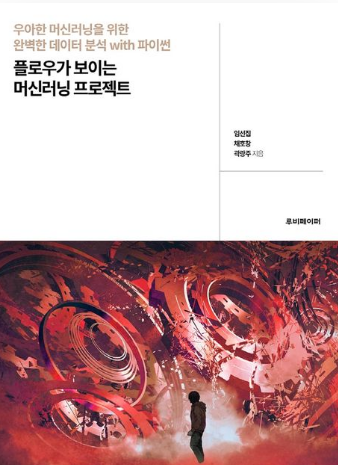 우아한 머신러닝을 위한
완벽한 데이터 분석 with 파이썬
플로우가 보이는
머신러닝 프로젝트
임선집
채호창
곽양주 지음
루비페이퍼